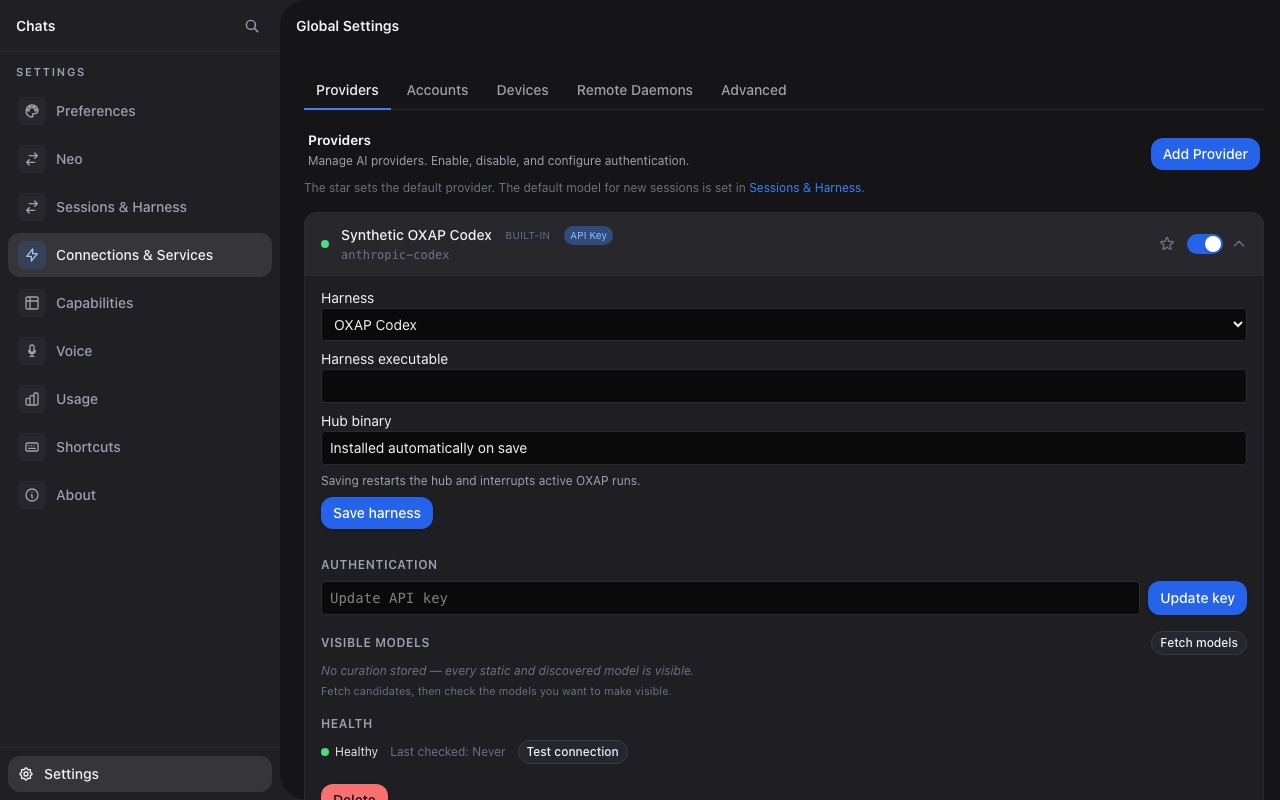 Chats
SETTINGS
Preferences
Neo
Sessions & Harness
Connections & Services
Capabilities
Voice
Usage
Shortcuts
About
Settings
Global Settings
Providers Accounts Devices Remote Daemons Advanced
Providers
Manage AI providers. Enable, disable, and configure authentication.
Add Provider
The star sets the default provider. The default model for new sessions is set in Sessions & Harness.
Synthetic OXAP Codex BUILT-IN API Key
anthropic-codex
Harness
OXAP Codex
Harness executable
Hub binary
Installed automatically on save
Saving restarts the hub and interrupts active OXAP runs.
Save harness
AUTHENTICATION
Update API key Update key
VISIBLE MODELS Fetch models
No curation stored — every static and discovered model is visible.
Fetch candidates, then check the models you want to make visible.
HEALTH
Healthy Last checked: Never Test connection
Delete